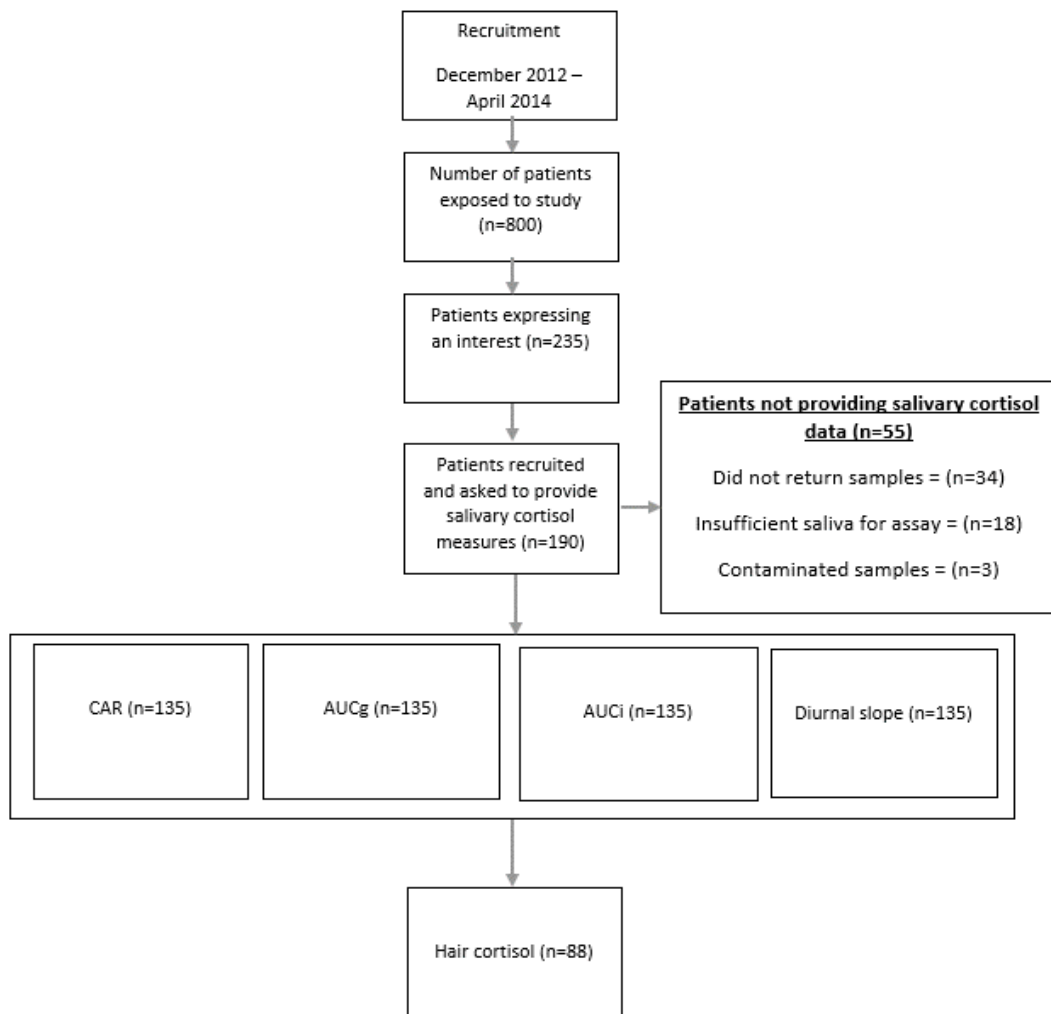 Recruitment
December 2012 –
April 2014
Number of patients
exposed to study
(n=800)
Patients expressing
an interest (n=235)
Patients recruited
and asked to provide
salivary cortisol
measures (n=190)
Patients not providing salivary cortisol
data (n=55)
Did not return samples = (n=34)
Insufficient saliva for assay = (n=18)
Contaminated samples = (n=3)
CAR (n=135)
AUCg (n=135)
AUCi (n=135)
Diurnal slope (n=135)
Hair cortisol (n=88)